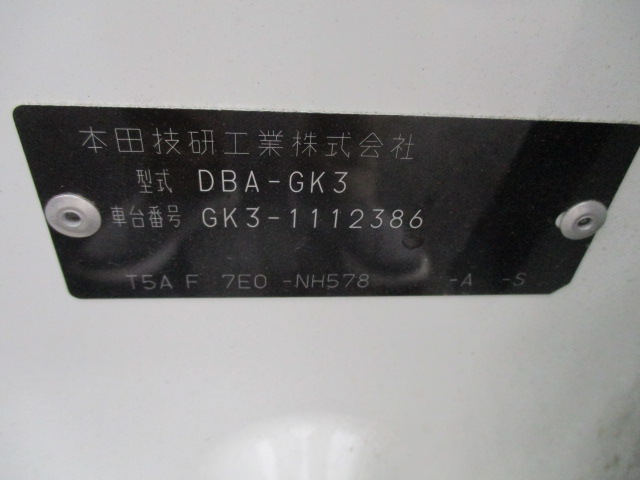 本田技研工業株式会社
型式 DBA-GK3
車台番号 GK3-1112386
T5A F 7E0 -NH578 -A -S